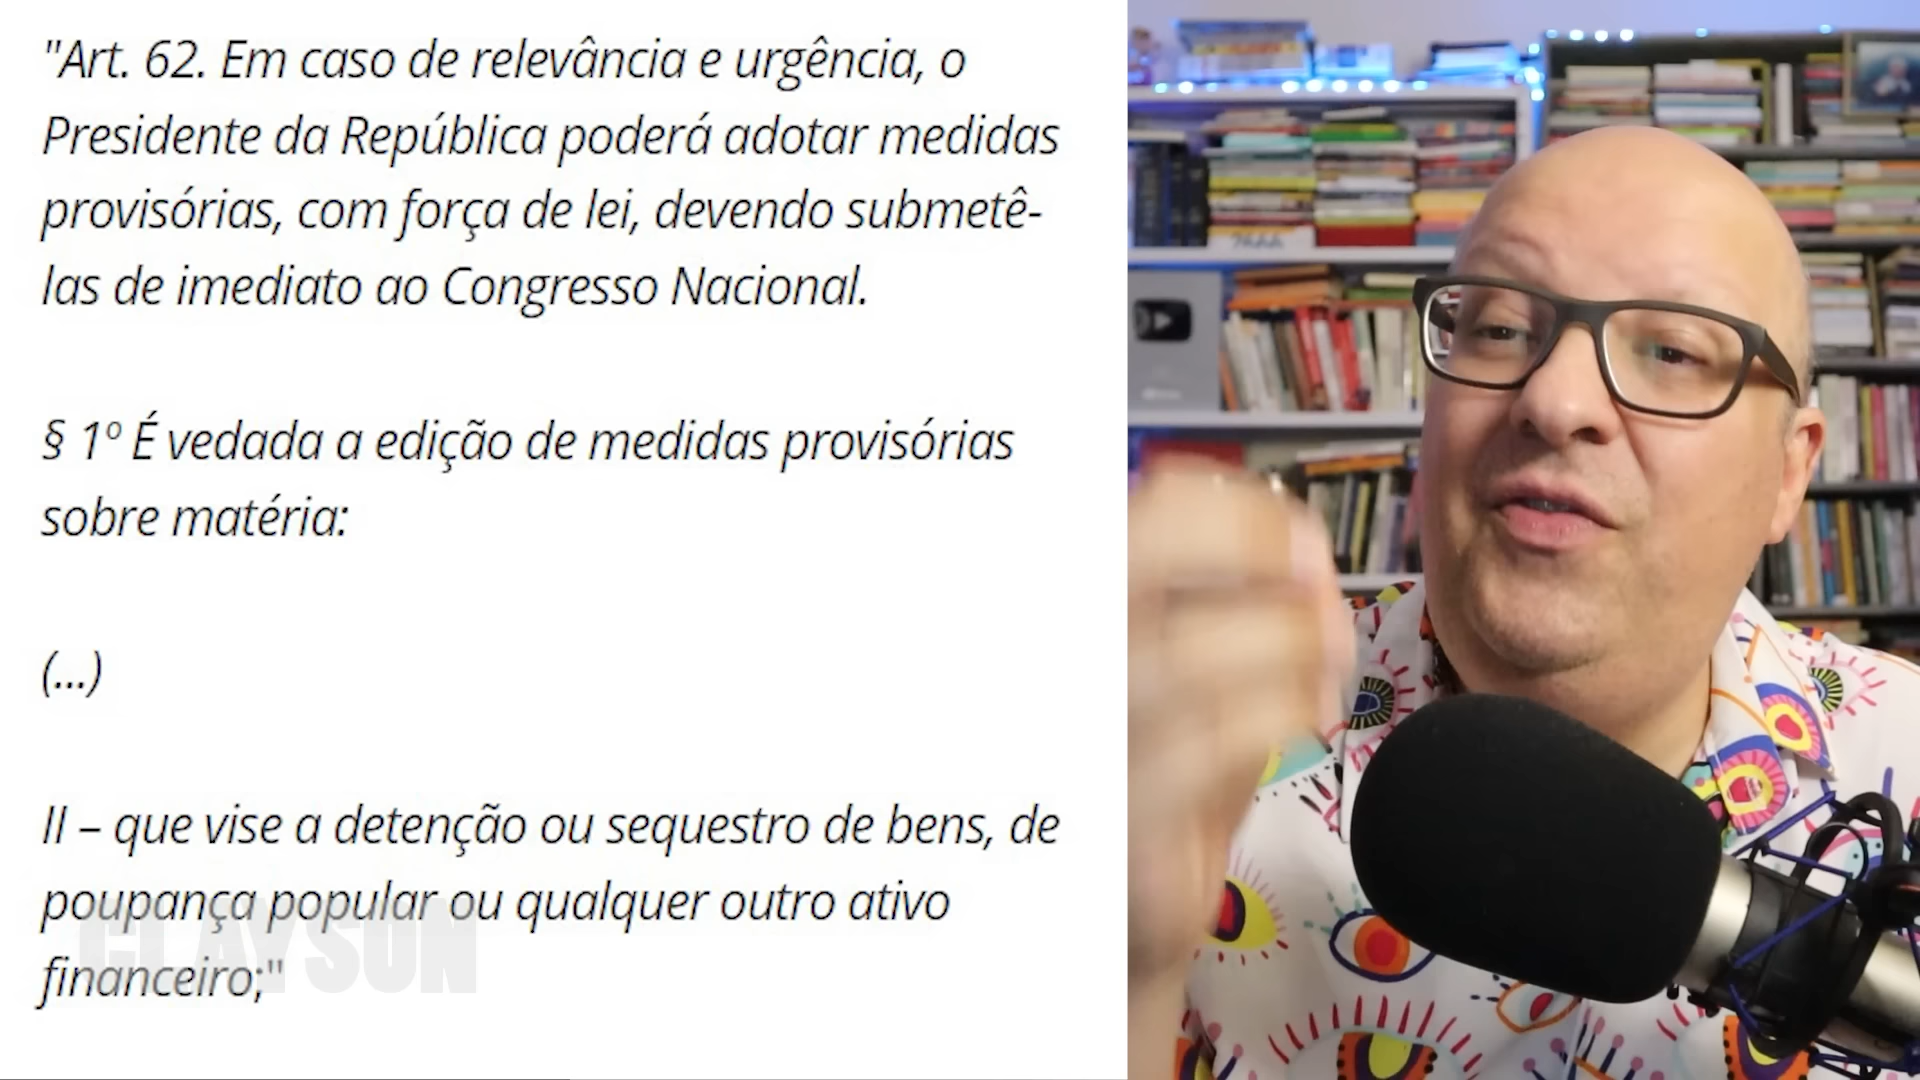 "Art. 62. Em caso de relevância e urgência, o
Presidente da República poderá adotar medidas
provisórias, com força de lei, devendo submetê-
las de imediato ao Congresso Nacional.
§ 1º É vedada a edição de medidas provisórias
sobre matéria:
(...)
II – que vise a detenção ou sequestro de bens, de
poupança popular ou qualquer outro ativo
financeiro;"
CLAYSON